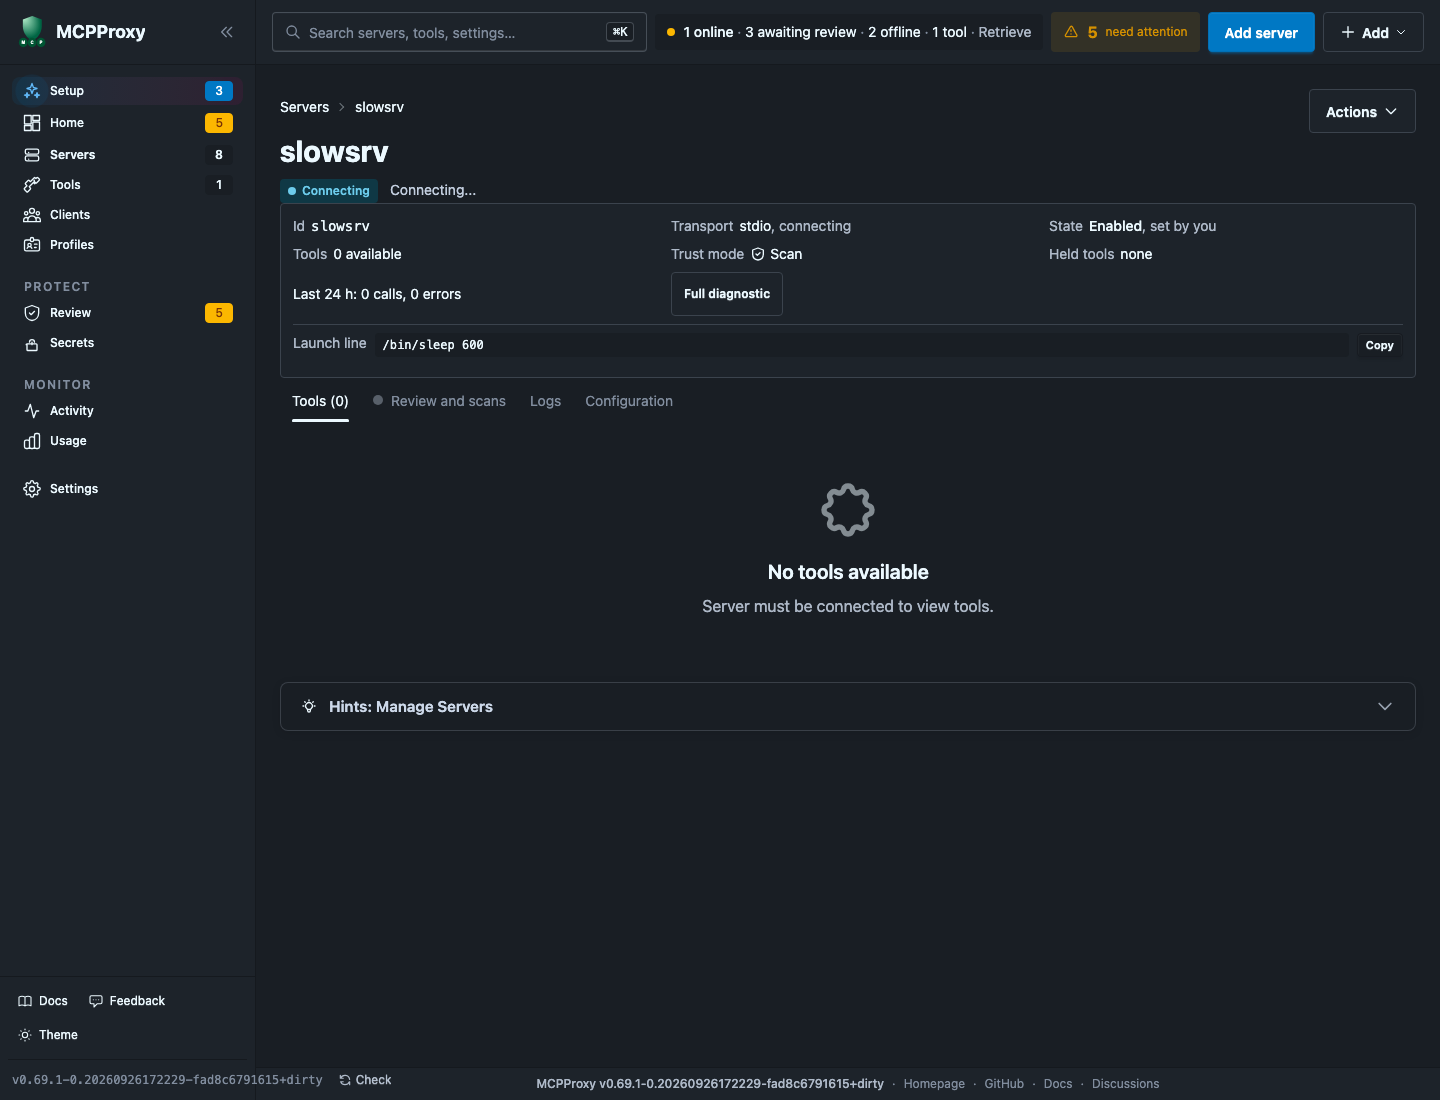 MCPProxy
Search servers, tools, settings... ⌘K
1 online · 3 awaiting review · 2 offline · 1 tool · Retrieve
5 need attention
Add server
Add
Setup 3
Home 5
Servers 8
Tools 1
Clients
Profiles
PROTECT
Review 5
Secrets
MONITOR
Activity
Usage
Settings
Docs
Feedback
Theme
v0.69.1-0.20260926172229-fad8c6791615+dirty
Check
Servers > slowsrv
Actions
slowsrv
Connecting Connecting...
Id slowsrv
Transport stdio, connecting
State Enabled, set by you
Tools 0 available
Trust mode Scan
Held tools none
Last 24 h: 0 calls, 0 errors
Full diagnostic
Launch line /bin/sleep 600
Copy
Tools (0)
Review and scans
Logs
Configuration
No tools available
Server must be connected to view tools.
Hints: Manage Servers
MCPProxy v0.69.1-0.20260926172229-fad8c6791615+dirty · Homepage · GitHub · Docs · Discussions